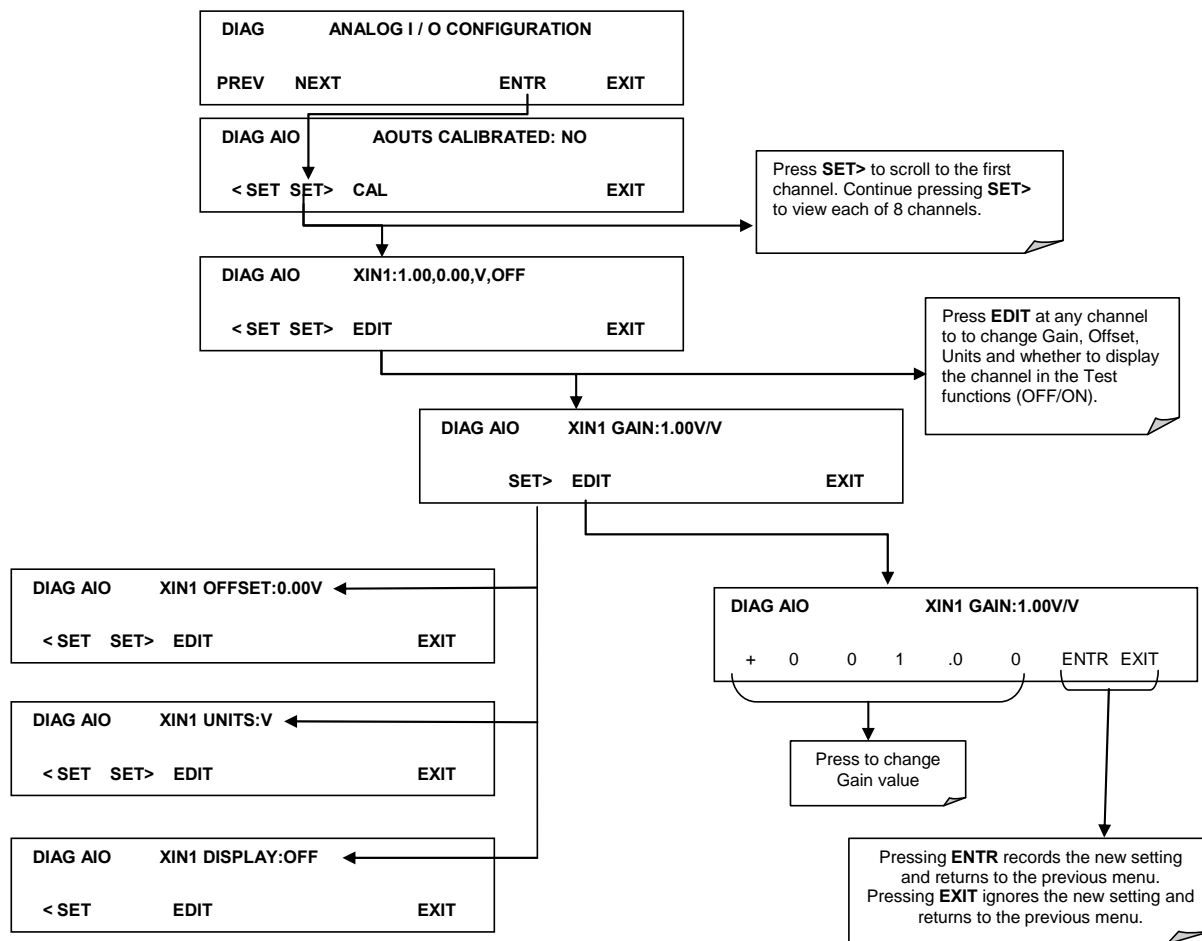 DIAG ANALOG I / O CONFIGURATION
PREV NEXT ENTR EXIT
DIAG AIO AOUTS CALIBRATED: NO
< SET SET> CAL EXIT
Press SET> to scroll to the first
channel. Continue pressing SET>
to view each of 8 channels.
DIAG AIO XIN1:1.00,0.00,V,OFF
< SET SET> EDIT EXIT
Press EDIT at any channel
to to change Gain, Offset,
Units and whether to display
the channel in the Test
functions (OFF/ON).
DIAG AIO XIN1 GAIN:1.00V/V
SET> EDIT EXIT
DIAG AIO XIN1 OFFSET:0.00V
< SET SET> EDIT EXIT
DIAG AIO XIN1 GAIN:1.00V/V
+ 0 0 1 .0 0 ENTR EXIT
DIAG AIO XIN1 UNITS:V
< SET SET> EDIT EXIT
Press to change
Gain value
DIAG AIO XIN1 DISPLAY:OFF
< SET EDIT EXIT
Pressing ENTR records the new setting
and returns to the previous menu.
Pressing EXIT ignores the new setting and
returns to the previous menu.